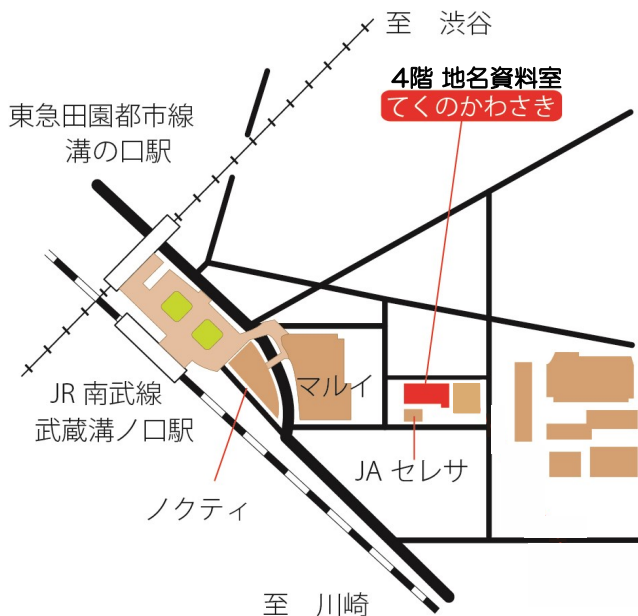 至　渋谷
4階 地名資料室
てくのかわさき
東急田園都市線
溝の口駅
マルイ
JR 南武線
武蔵溝ノ口駅
JA セレサ
ノクティ
至　川崎